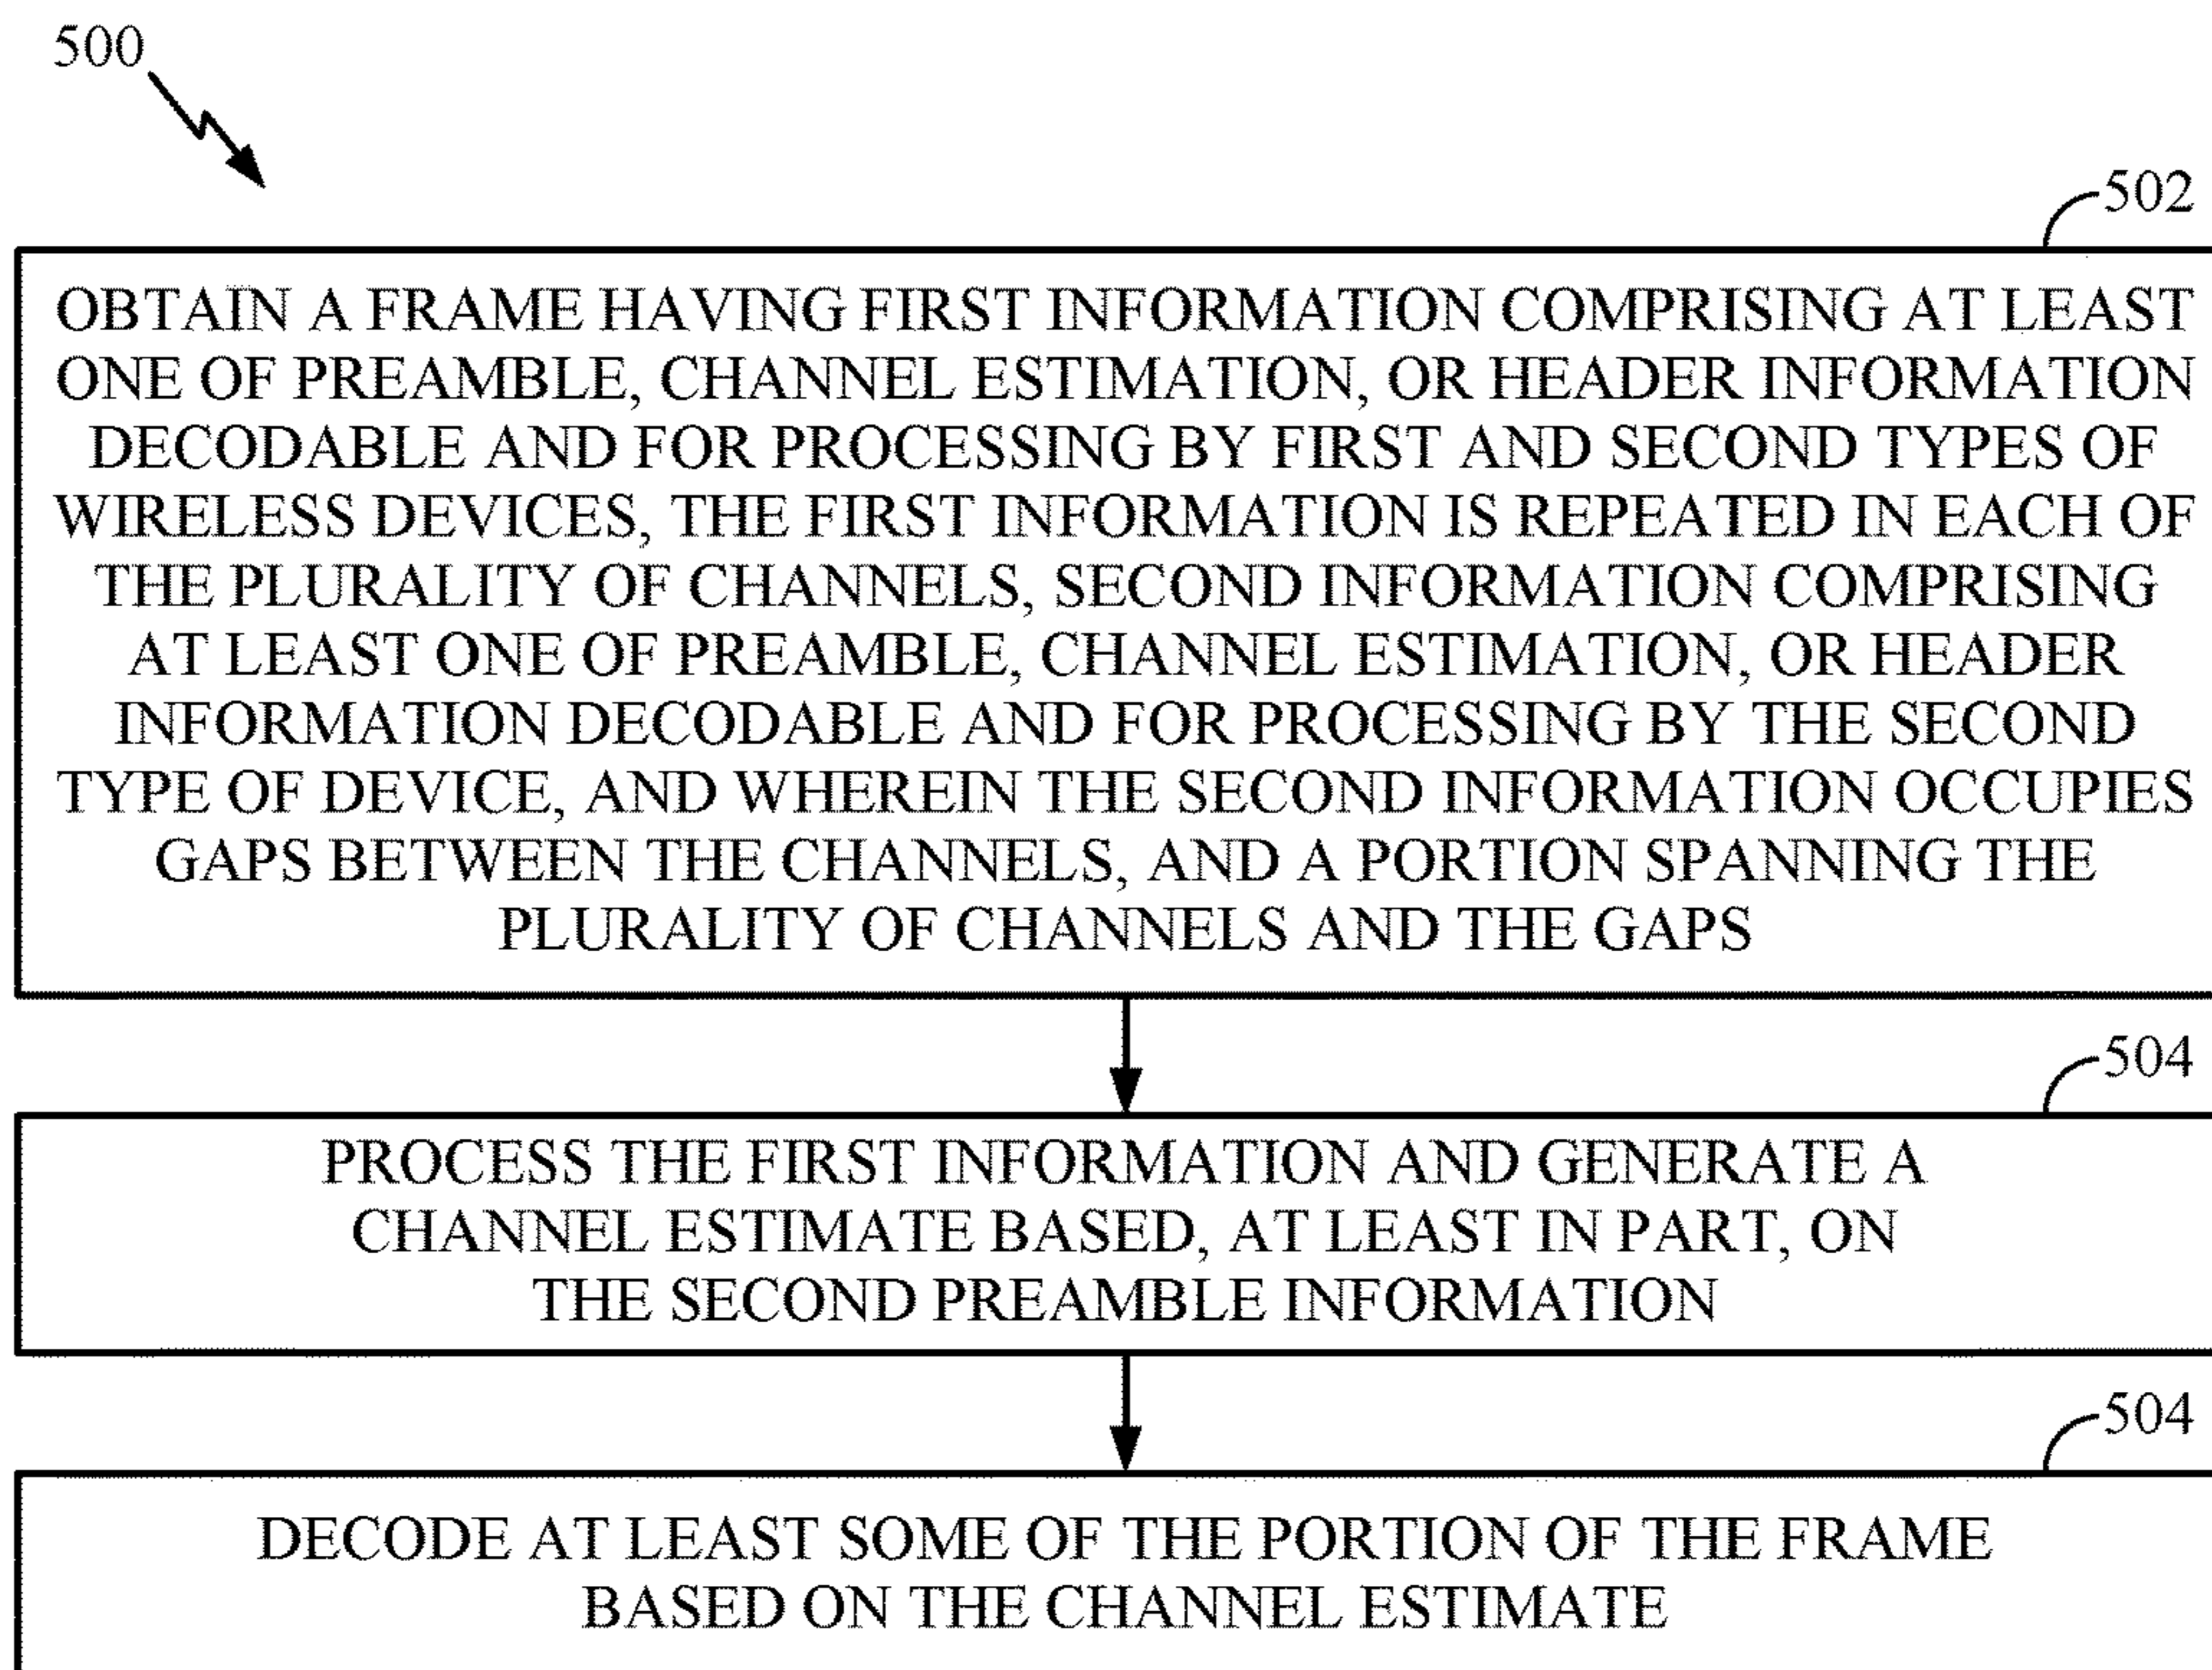 500
502
OBTAIN A FRAME HAVING FIRST INFORMATION COMPRISING AT LEAST
ONE OF PREAMBLE, CHANNEL ESTIMATION, OR HEADER INFORMATION
DECODABLE AND FOR PROCESSING BY FIRST AND SECOND TYPES OF
WIRELESS DEVICES, THE FIRST INFORMATION IS REPEATED IN EACH OF
THE PLURALITY OF CHANNELS, SECOND INFORMATION COMPRISING
AT LEAST ONE OF PREAMBLE, CHANNEL ESTIMATION, OR HEADER
INFORMATION DECODABLE AND FOR PROCESSING BY THE SECOND
TYPE OF DEVICE, AND WHEREIN THE SECOND INFORMATION OCCUPIES
GAPS BETWEEN THE CHANNELS, AND A PORTION SPANNING THE
PLURALITY OF CHANNELS AND THE GAPS
504
PROCESS THE FIRST INFORMATION AND GENERATE A
CHANNEL ESTIMATE BASED, AT LEAST IN PART, ON
THE SECOND PREAMBLE INFORMATION
504
DECODE AT LEAST SOME OF THE PORTION OF THE FRAME
BASED ON THE CHANNEL ESTIMATE